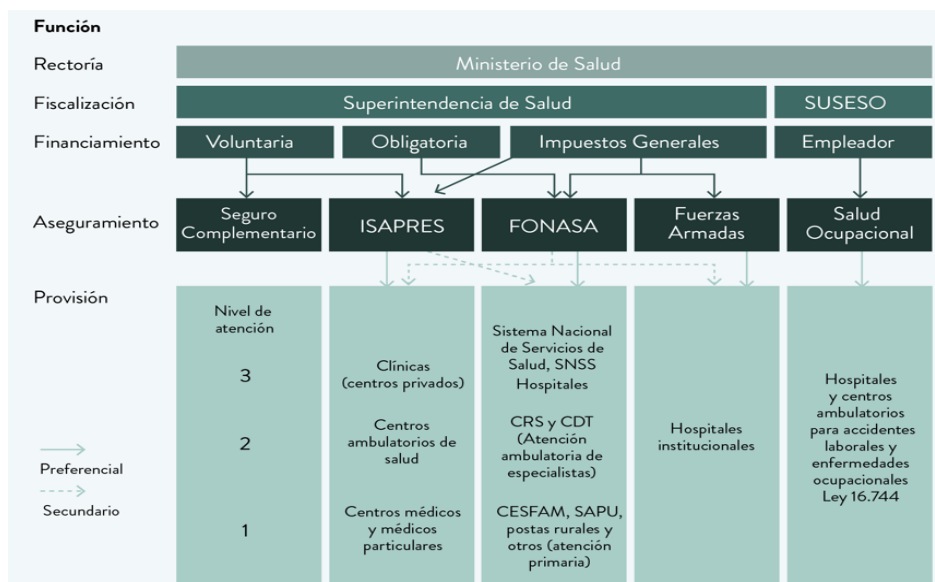 Función
Rectoría
Ministerio de Salud
Fiscalización
Superintendencia de Salud
SUSESO
Financiamiento
Voluntaria
Obligatoria
Impuestos Generales
Empleador
Aseguramiento
Seguro
Complementario
ISAPRES
FONASA
Fuerzas
Armadas
Salud
Ocupacional
Provisión
Nivel de
atención
3
2
1
Clínicas
(centros privados)
Centros
ambulatorios de
salud
Centros médicos
y médicos
particulares
Sistema Nacional
de Servicios de
Salud, SNSS
Hospitales
CRS y CDT
(Atención
ambulatoria de
especialistas)
CESFAM, SAPU,
postas rurales y
otros (atención
primaria)
Hospitales
institucionales
Hospitales
y centros
ambulatorios
para accidentes
laborales y
enfermedades
ocupacionales
Ley 16.744
Preferencial
Secundario